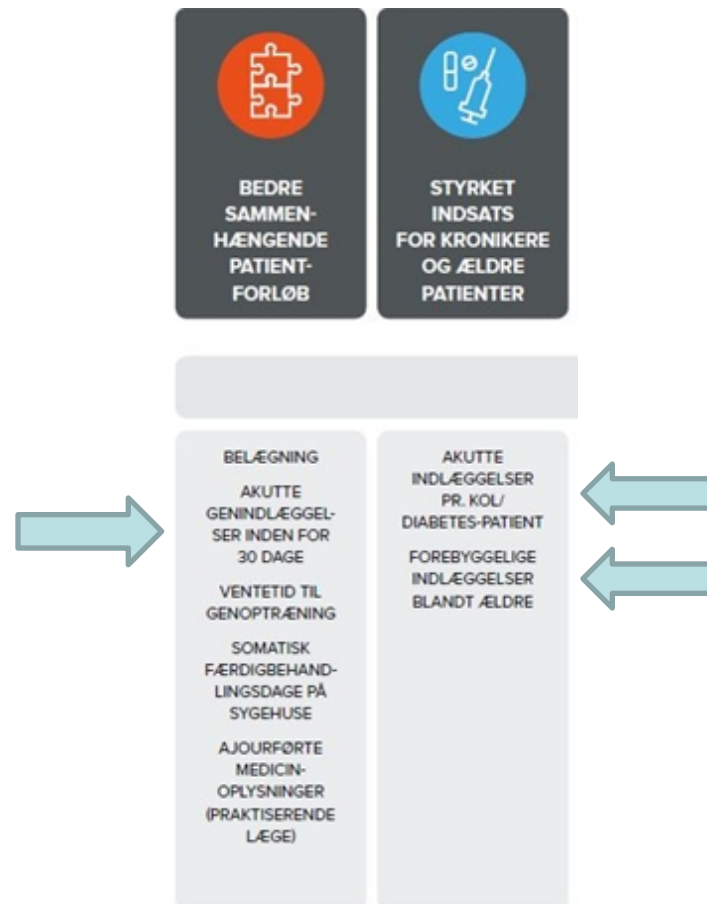 BEDRE
SAMMEN-
HÆNGENDE
PATIENT-
FORLØB
STYRKET
INDSATS
FOR KRONIKERE
OG ÆLDRE
PATIENTER
BELÆGNING
AKUTTE
GENINDLÆGGEL-
SER INDEN FOR
30 DAGE
VENTETID TIL
GENOPTRÆNING
SOMATISK
FÆRDIGBEHAND-
LINGSDAGE PÅ
SYGEHUSE
AJOURFØRTE
MEDICIN-
OPLYSNINGER
(PRAKTISERENDE
LÆGE)
AKUTTE
INDLÆGGELSER
PR. KOL/
DIABETES-PATIENT
FOREBYGGELIGE
INDLÆGGELSER
BLANDT ÆLDRE